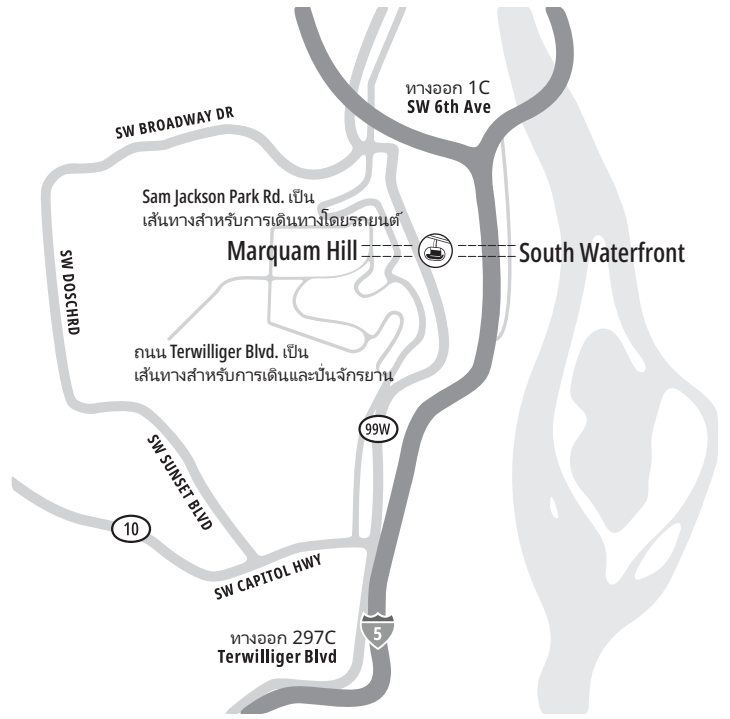 ทางออก 1C
SW 6th Ave
SW BROADWAY DR
Sam Jackson Park Rd. เป็น
เส้นทางสำหรับการเดินทางโดยรถยนต์
Marquam Hill
South Waterfront
SW DOSCHRD
ถนน Terwilliger Blvd. เป็น
เส้นทางสำหรับการเดินและปั่นจักรยาน
99W
SW SUNSET BLVD
10
SW CAPITOL HWY
ทางออก 297C
Terwilliger Blvd
5